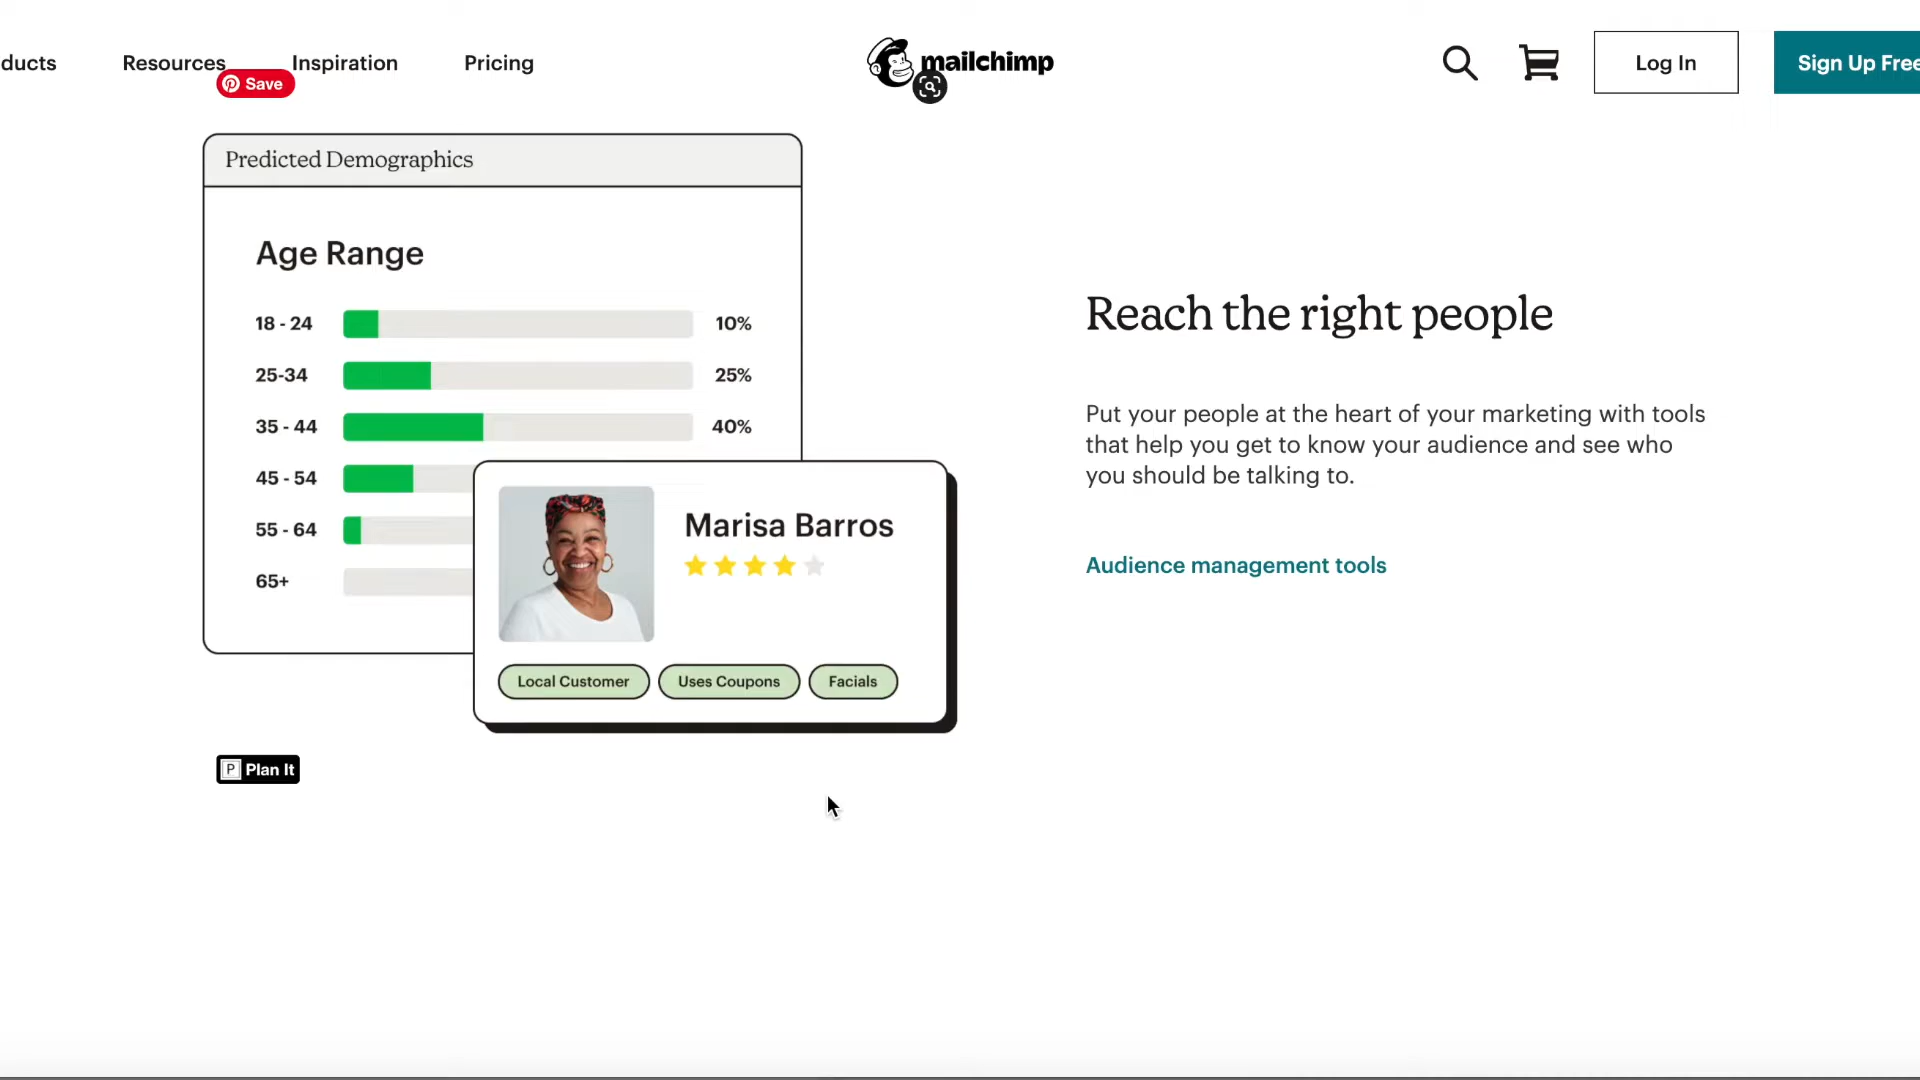 ducts
Resources
Inspiration
Pricing
mailchimp
Log In
Sign Up Free
Save
Predicted Demographics
Age Range
18 - 24 10%
25-34 25%
35 - 44 40%
45 - 54
55 - 64
65+
Marisa Barros
Local Customer
Uses Coupons
Facials
Reach the right people
Put your people at the heart of your marketing with tools
that help you get to know your audience and see who
you should be talking to.
Audience management tools
P Plan It